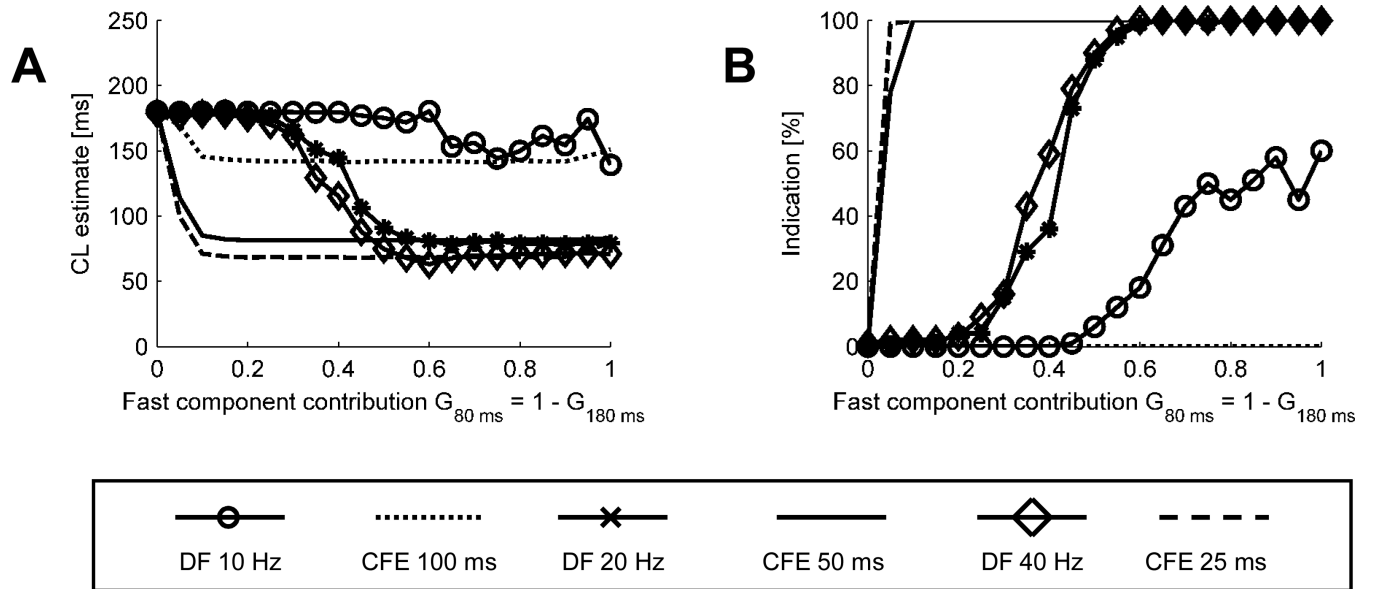 A
CL estimate [ms]
250
200
150
100
50
0
0 0.2 0.4 0.6 0.8 1
Fast component contribution G80 ms = 1 - G180 ms
B
Indication [%]
100
80
60
40
20
0
0 0.2 0.4 0.6 0.8 1
Fast component contribution G80 ms = 1 - G180 ms
DF 10 Hz CFE 100 ms DF 20 Hz CFE 50 ms DF 40 Hz CFE 25 ms